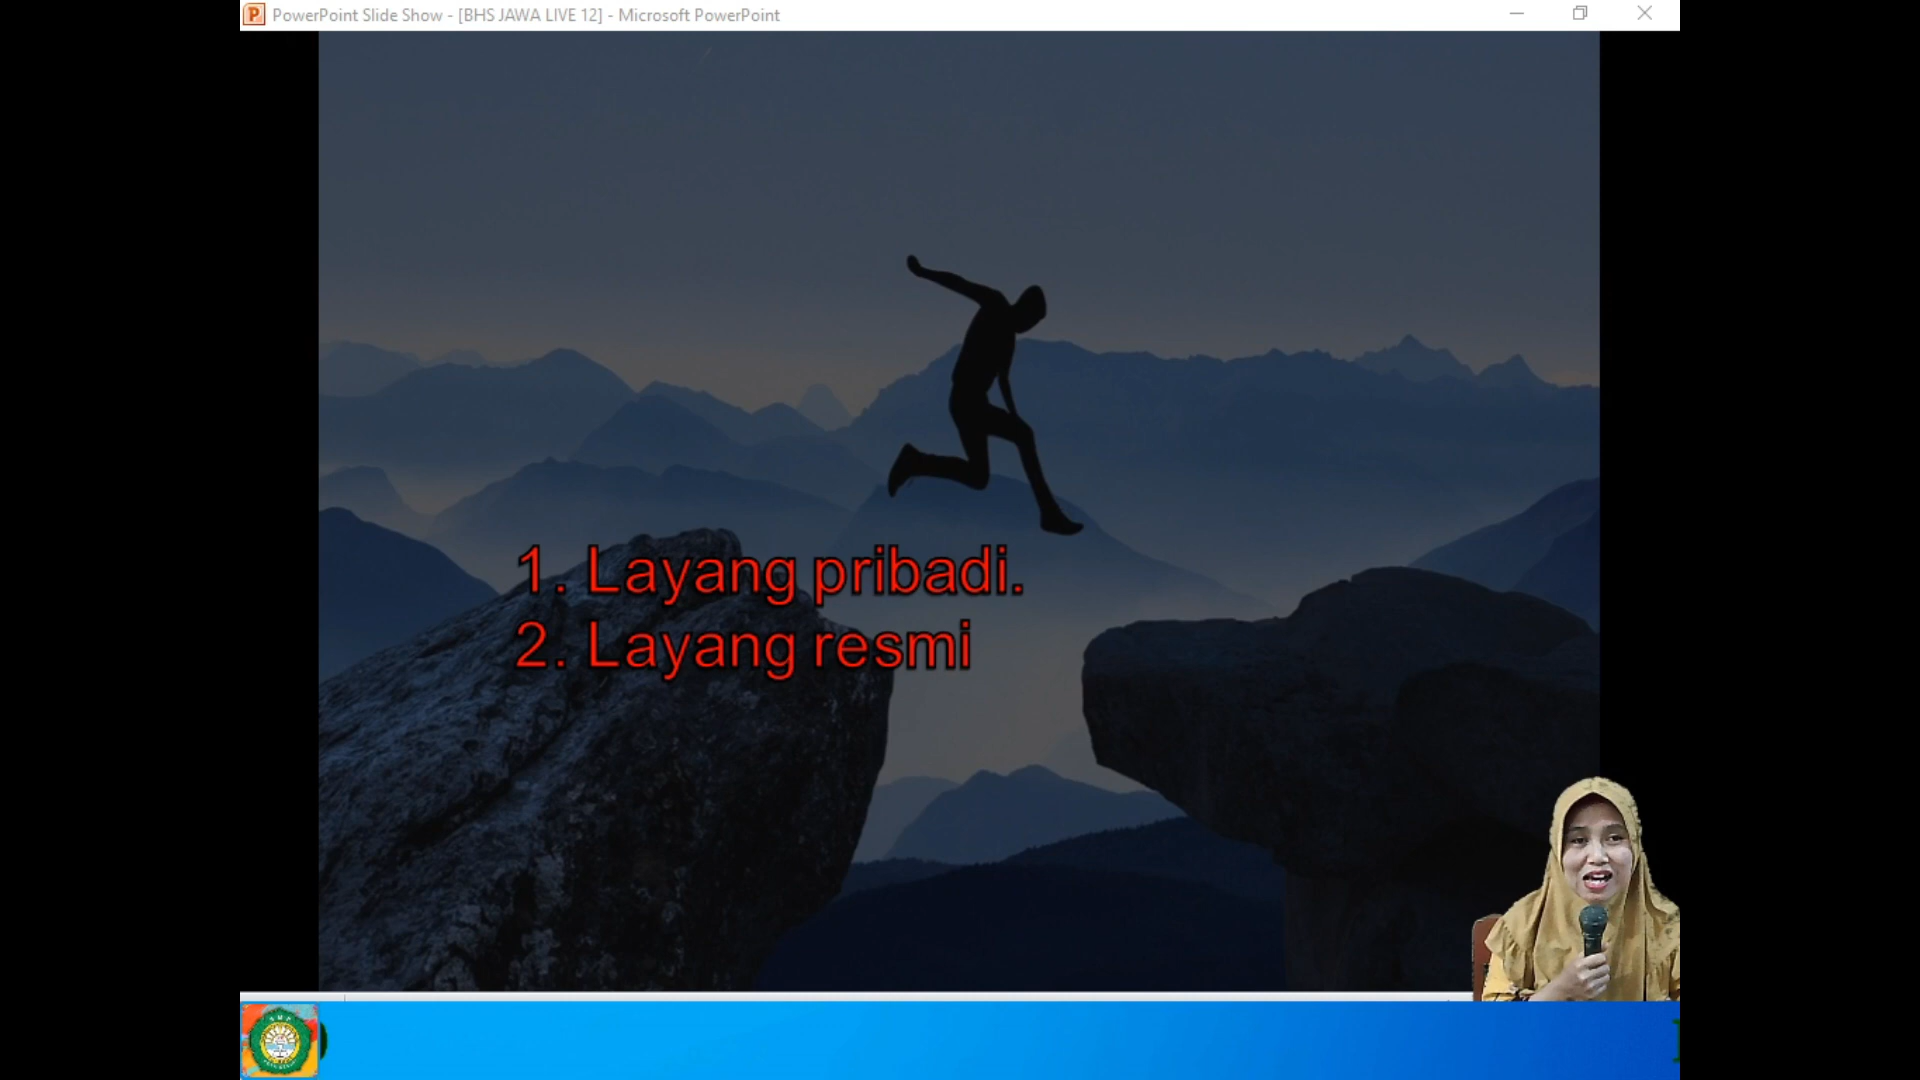 PowerPoint Slide Show - [BHS JAWA LIVE 12] - Microsoft PowerPoint
1. Layang pribadi.
2. Layang resmi